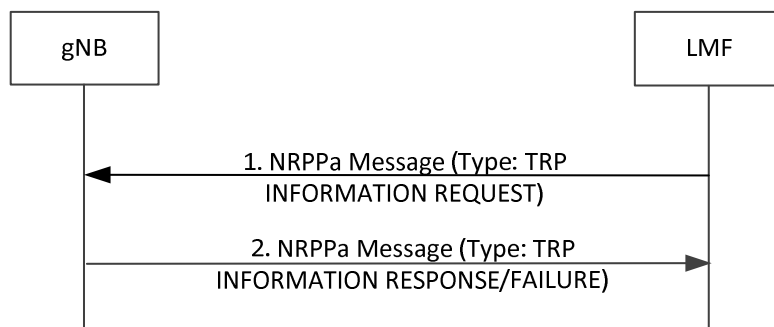 gNB
LMF
1. NRPPa Message (Type: TRP
INFORMATION REQUEST)
2. NRPPa Message (Type: TRP
INFORMATION RESPONSE/FAILURE)